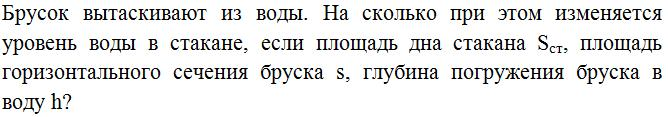 Брусок вытаскивают из воды. На сколько при этом изменяется
уровень воды в стакане, если площадь дна стакана Sст, площадь
горизонтального сечения бруска s, глубина погружения бруска в
воду h?